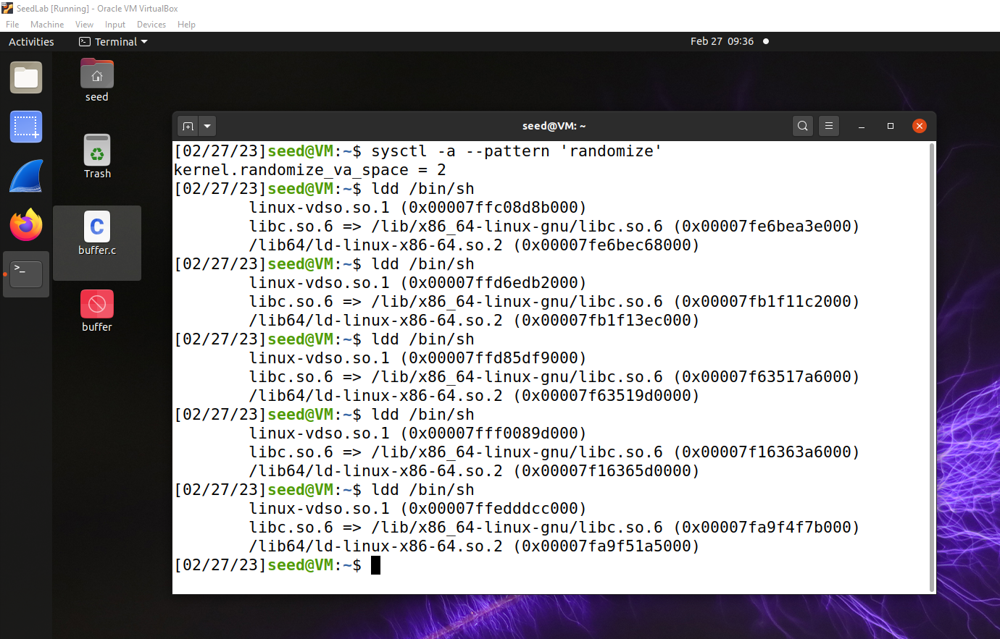 SeedLab [Running] - Oracle VM VirtualBox
File Machine View Input Devices Help
Activities Terminal Feb 27 09:36
seed
Trash
buffer.c
buffer
seed@VM: ~
[02/27/23]seed@VM:~$ sysctl -a --pattern 'randomize'
kernel.randomize_va_space = 2
[02/27/23]seed@VM:~$ ldd /bin/sh
linux-vdso.so.1 (0x00007ffc08d8b000)
libc.so.6 => /lib/x86_64-linux-gnu/libc.so.6 (0x00007fe6bea3e000)
/lib64/ld-linux-x86-64.so.2 (0x00007fe6bec68000)
[02/27/23]seed@VM:~$ ldd /bin/sh
linux-vdso.so.1 (0x00007ffd6edb2000)
libc.so.6 => /lib/x86_64-linux-gnu/libc.so.6 (0x00007fb1f11c2000)
/lib64/ld-linux-x86-64.so.2 (0x00007fb1f13ec000)
[02/27/23]seed@VM:~$ ldd /bin/sh
linux-vdso.so.1 (0x00007ffd85df9000)
libc.so.6 => /lib/x86_64-linux-gnu/libc.so.6 (0x00007f63517a6000)
/lib64/ld-linux-x86-64.so.2 (0x00007f63519d0000)
[02/27/23]seed@VM:~$ ldd /bin/sh
linux-vdso.so.1 (0x00007fff0089d000)
libc.so.6 => /lib/x86_64-linux-gnu/libc.so.6 (0x00007f16363a6000)
/lib64/ld-linux-x86-64.so.2 (0x00007f16365d0000)
[02/27/23]seed@VM:~$ ldd /bin/sh
linux-vdso.so.1 (0x00007ffedddcc000)
libc.so.6 => /lib/x86_64-linux-gnu/libc.so.6 (0x00007fa9f4f7b000)
/lib64/ld-linux-x86-64.so.2 (0x00007fa9f51a5000)
[02/27/23]seed@VM:~$